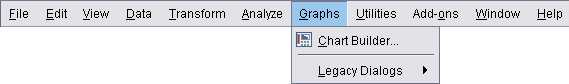 File Edit View Data Transform Analyze Graphs Utilities Add-ons Window Help
Chart Builder...
Legacy Dialogs